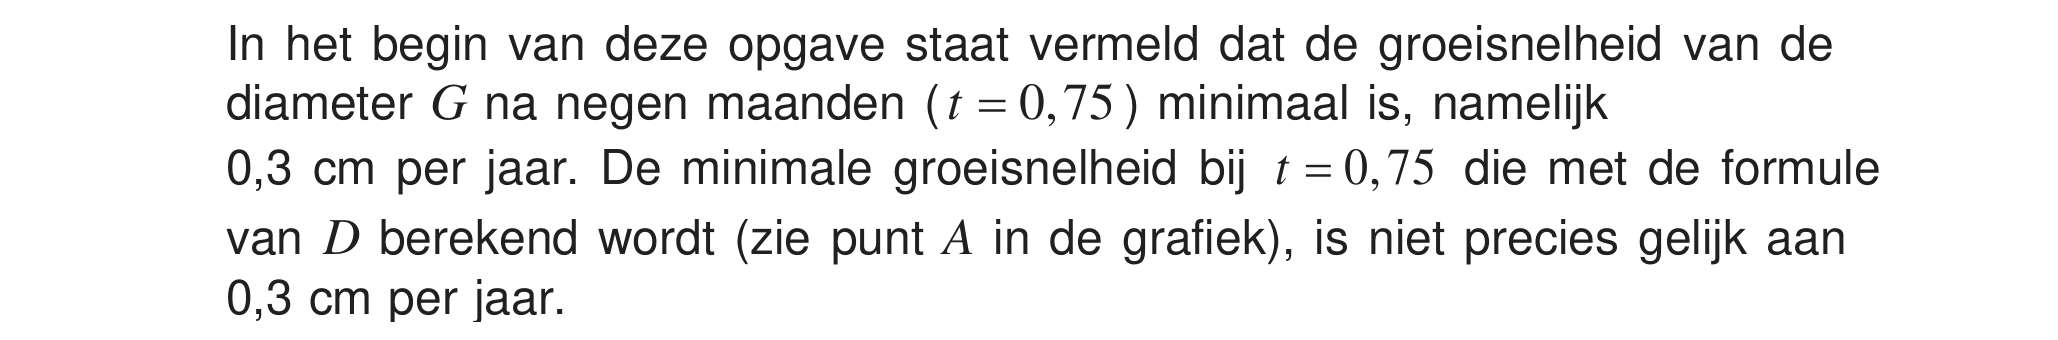 In het begin van deze opgave staat vermeld dat de groeisnelheid van de
diameter G na negen maanden ( t = 0,75 ) minimaal is, namelijk
0,3 cm per jaar. De minimale groeisnelheid bij t = 0,75 die met de formule
van D berekend wordt (zie punt A in de grafiek), is niet precies gelijk aan
0,3 cm per jaar.